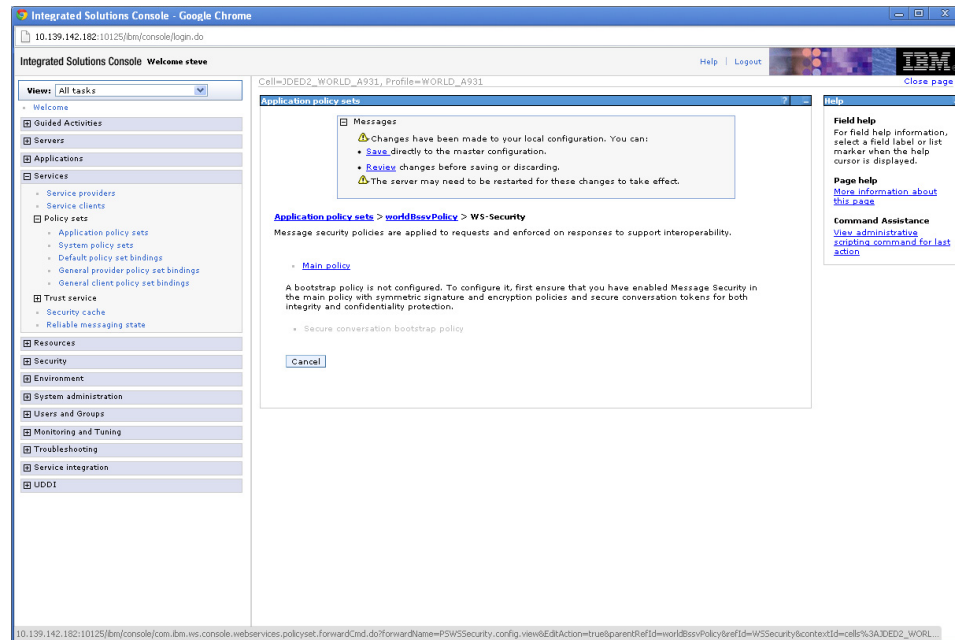 Integrated Solutions Console - Google Chrome
10.139.142.182:10125/ibm/console/login.do
Integrated Solutions Console Welcome steve
Help | Logout
IBM.
View: All tasks
Welcome
Guided Activities
Servers
Applications
Services
Service providers
Service clients
Policy sets
Application policy sets
System policy sets
Default policy set bindings
General provider policy set bindings
General client policy set bindings
Trust service
Security cache
Reliable messaging state
Resources
Security
Environment
System administration
Users and Groups
Monitoring and Tuning
Troubleshooting
Service integration
UDDI
Cell=JDED2_WORLD_A931, Profile=WORLD_A931
Close page
Application policy sets ? -
Messages
Changes have been made to your local configuration. You can:
Save directly to the master configuration.
Review changes before saving or discarding.
The server may need to be restarted for these changes to take effect.
Application policy sets > worldBssvPolicy > WS-Security
Message security policies are applied to requests and enforced on responses to support interoperability.
Main policy
A bootstrap policy is not configured. To configure it, first ensure that you have enabled Message Security in
the main policy with symmetric signature and encryption policies and secure conversation tokens for both
integrity and confidentiality protection.
Secure conversation bootstrap policy
Cancel
Help
Field help
For field help information,
select a field label or list
marker when the help
cursor is displayed.
Page help
More information about
this page
Command Assistance
View administrative
scripting command for last
action
10.139.142.182:10125/ibm/console/com.ibm.ws.console.webservices.policyset.forwardCmd.do?forwardName=PSWSSecurity.config.view&EditAction=true&parentRefId=worldBssvPolicy&refId=WSSecurity&contextId=cells%3AJDED2_WORL...